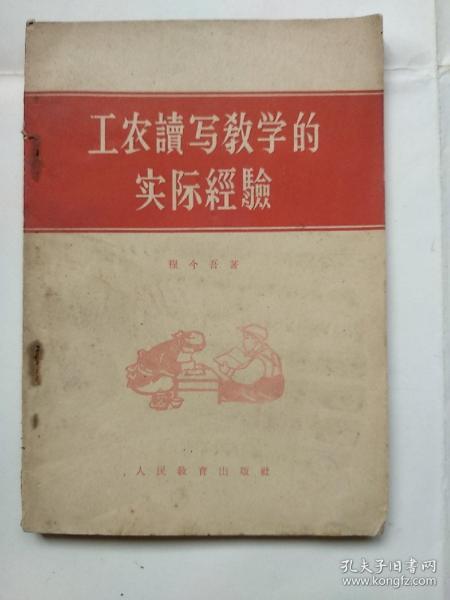 工农讀写教学的
实际經驗
程今吾著
人民教育出版社
孔夫子旧书网
www.kongfz.com